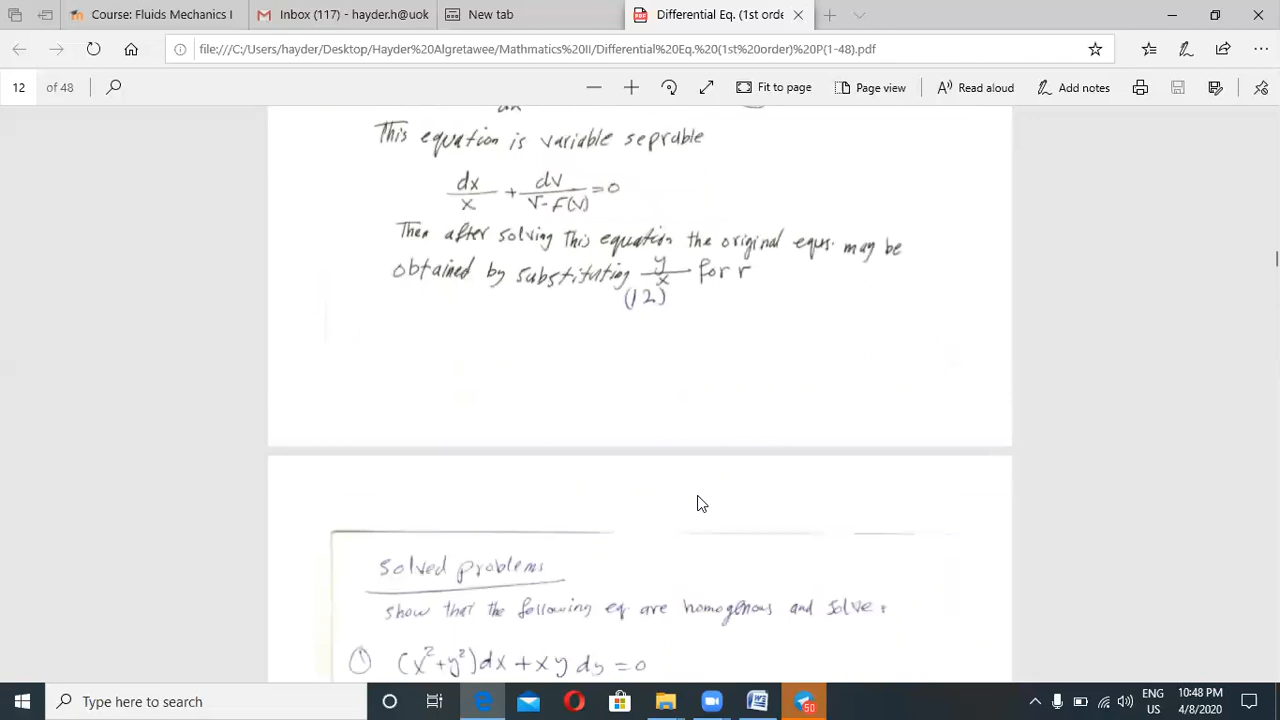 Course: Fluids Mechanics I
Inbox (117) - hayder.h@uok
New tab
Differential Eq. (1st orde
file:///C:/Users/hayder/Desktop/Hayder%20Algretawee/Mathmatics%20II/Differential%20Eq.%20(1st%20order)%20P(1-48).pdf
12 of 48
Fit to page
Page view
Read aloud
Add notes
dx
This equation is variable seprable
dx/x + dv/V-F(V) =0
Then after solving this equation the original equs. may be
obtained by substituting y/x for r
(12)
Solved problems
show that the following eq are homogenous and solve:
① (x²+y²)dx + xy dy =0
Type here to search
50
ENG
10:48 PM
4/8/2020